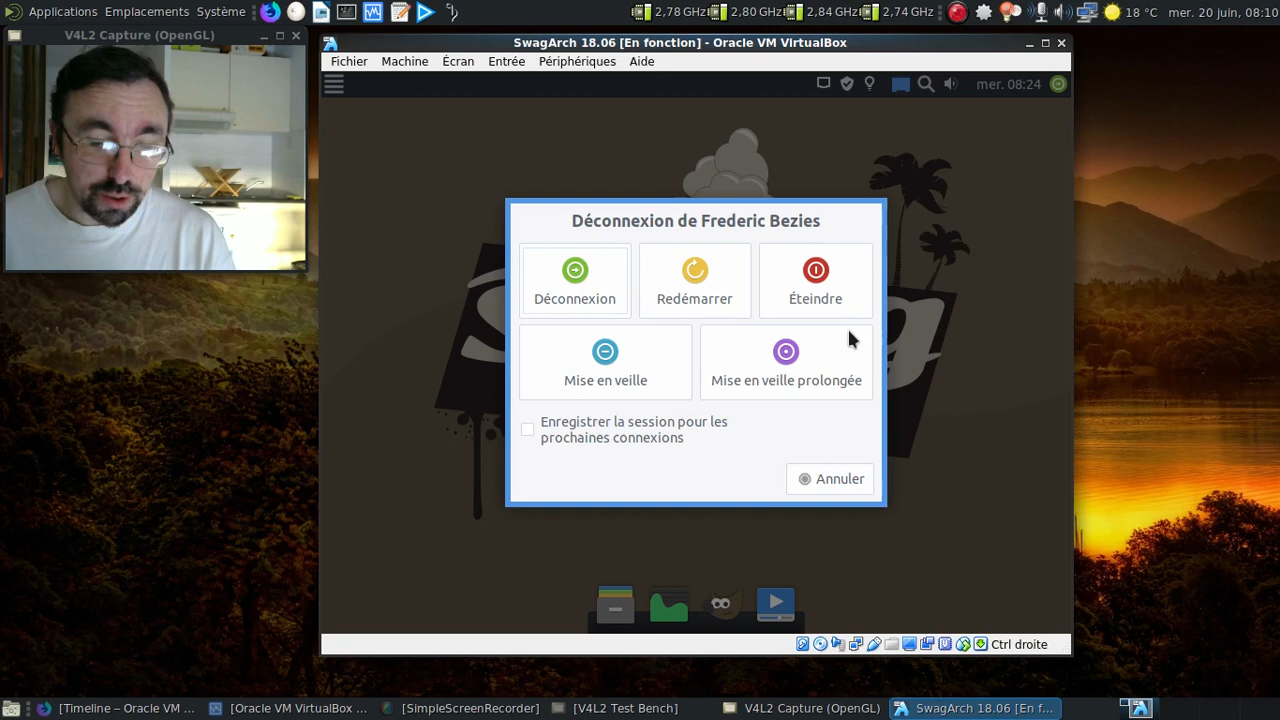 Applications Emplacements Système 2,78 GHz 2,80 GHz 2,84 GHz 2,74 GHz 18 °C mer. 20 juin, 08:10
V4L2 Capture (OpenGL)
SwagArch 18.06 [En fonction] - Oracle VM VirtualBox
Fichier Machine Écran Entrée Périphériques Aide
mer. 08:24
Déconnexion de Frederic Bezies
Déconnexion Redémarrer Éteindre
Mise en veille Mise en veille prolongée
Enregistrer la session pour les
prochaines connexions
Annuler
Ctrl droite
[Timeline – OVH VM ... [Oracle VM VirtualBox ... [SimpleScreenRecorder] [V4L2 Test Bench] V4L2 Capture (OpenGL) SwagArch 18.06 [En f...